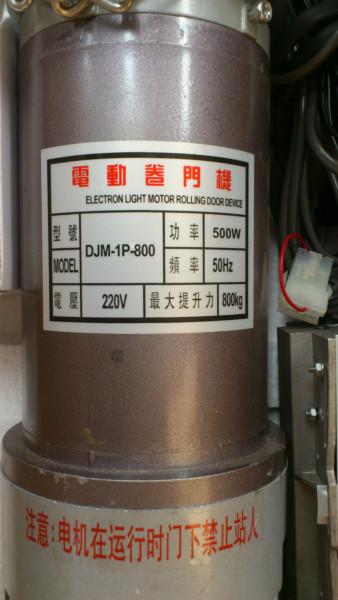 電動卷門機
ELECTRON LIGHT MOTOR ROLLING DOOR DEVICE
型號 MODEL DJM-1P-800 功率 500W
頻率 50Hz
電壓 220V 最大提升力 800kg
注意:电机在运行时门下禁止站人